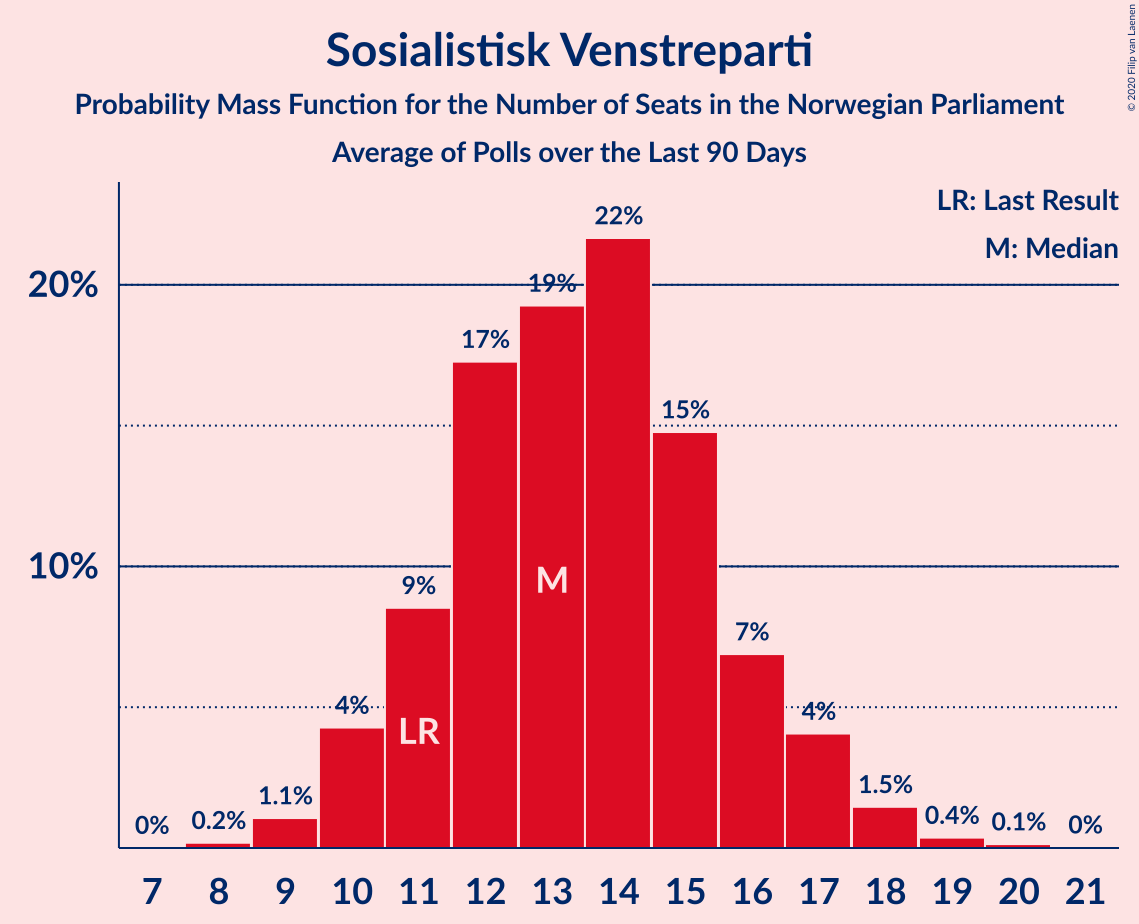 © 2020 Filip van Laenen
Sosialistisk Venstreparti
Probability Mass Function for the Number of Seats in the Norwegian Parliament
Average of Polls over the Last 90 Days
LR: Last Result
M: Median
20%
10%
0%
0.2%
1.1%
4%
9%
17%
19%
22%
15%
7%
4%
1.5%
0.4%
0.1%
0%
LR
M
7 8 9 10 11 12 13 14 15 16 17 18 19 20 21